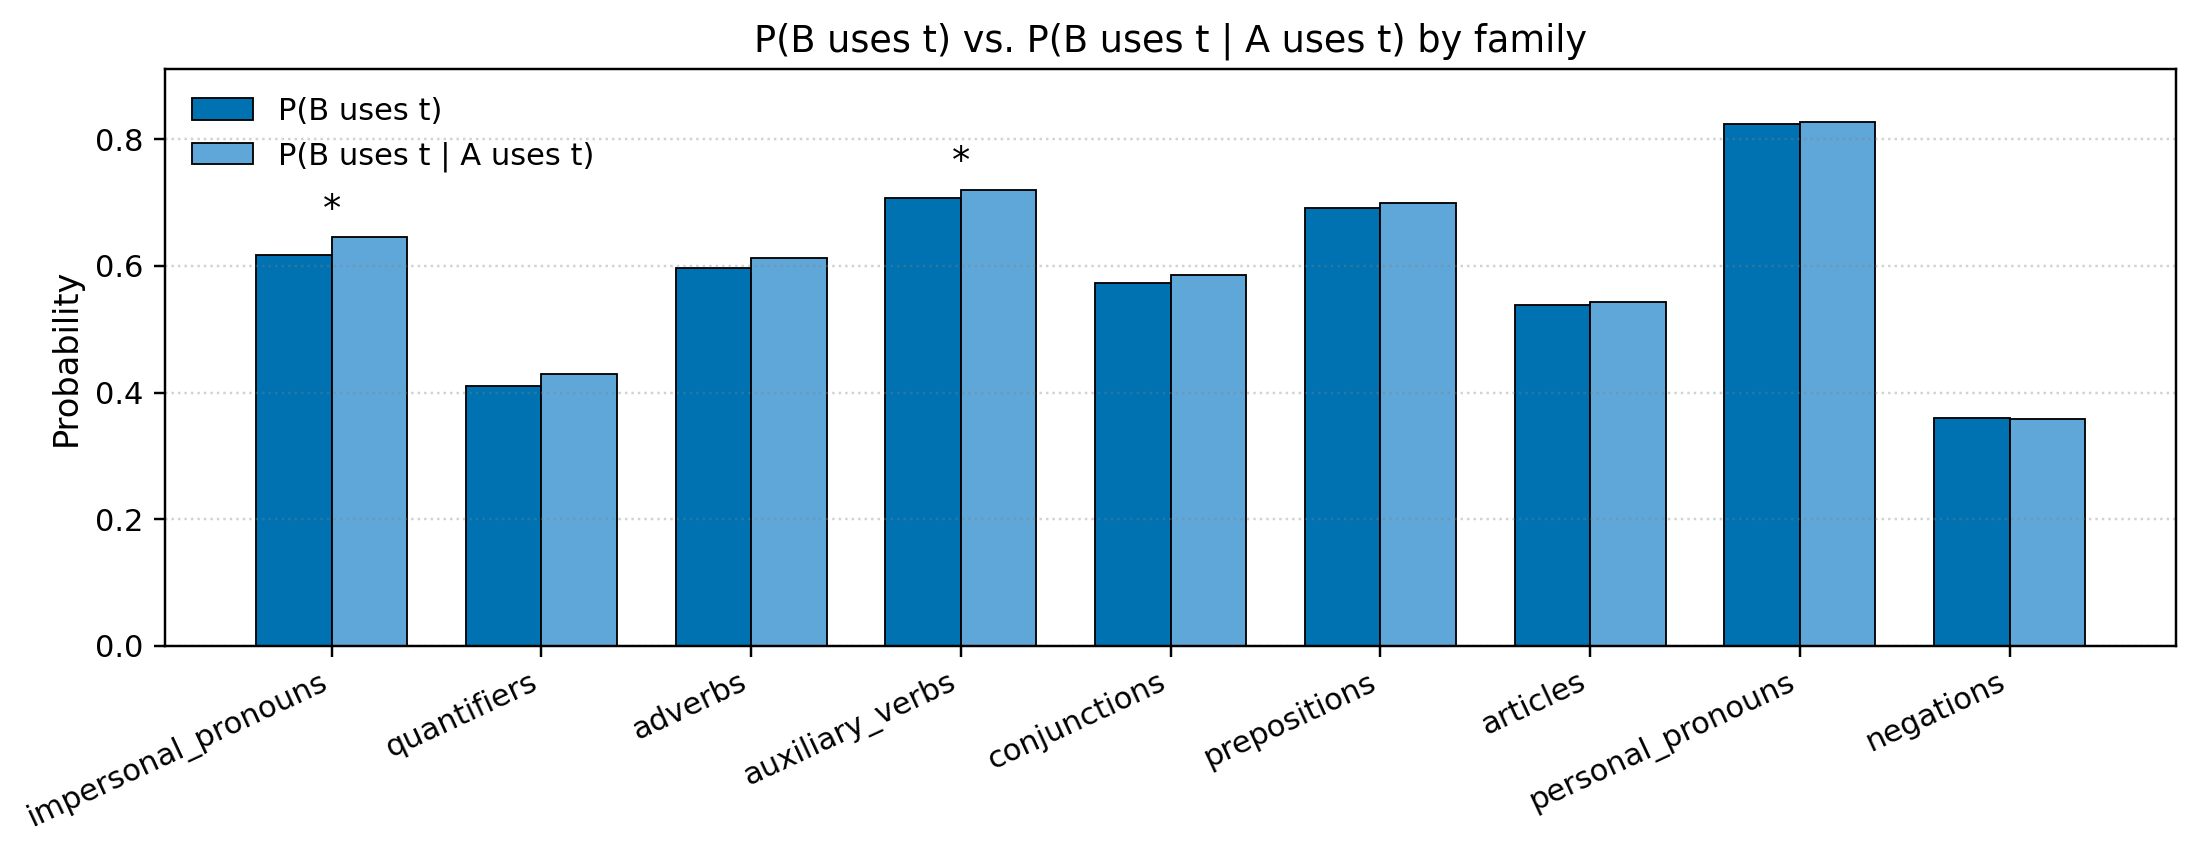 P(B uses t) vs. P(B uses t | A uses t) by family
P(B uses t)
P(B uses t | A uses t)
*
*
Probability
0.8
0.6
0.4
0.2
0.0
impersonal_pronouns
quantifiers
adverbs
auxiliary_verbs
conjunctions
prepositions
articles
personal_pronouns
negations